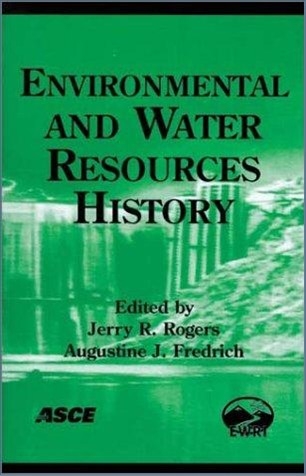 ENVIRONMENTAL
AND WATER
RESOURCES
HISTORY
Edited by
Jerry R. Rogers
Augustine J. Fredrich
ASCE
EWRI